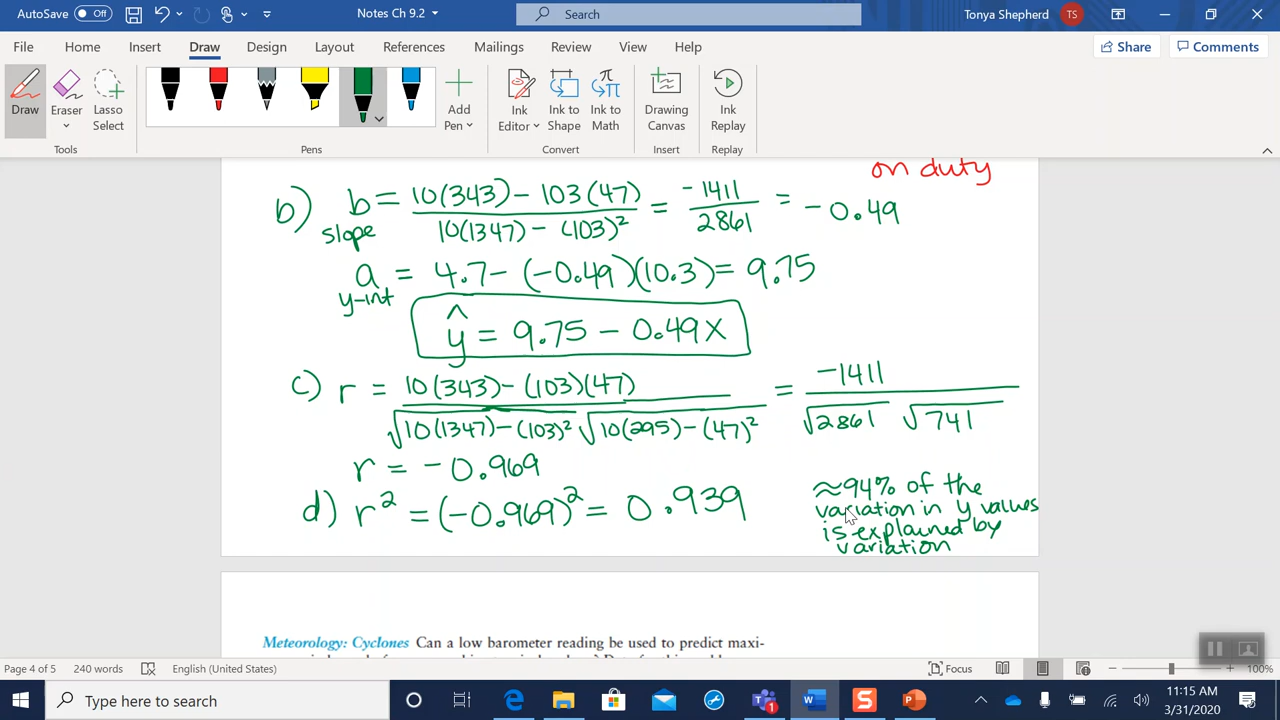 AutoSave Off Notes Ch 9.2 Search Tonya Shepherd TS
File Home Insert Draw Design Layout References Mailings Review View Help Share Comments
Draw Eraser Lasso Select Add Pen Ink Editor Ink to Shape Ink to Math Drawing Canvas Ink Replay
Tools Pens Convert Insert Replay
on duty
b) b = 10(343) - 103(47) / 10(1347) - (103)² = -1411 / 2861 = -0.49
slope
a = 4.7 - (-0.49)(10.3) = 9.75
y-int
ŷ = 9.75 - 0.49X
c) r = 10(343) - (103)(47) / √10(1347) - (103)² √10(295) - (47)² = -1411 / √2861 √741
r = -0.969
d) r² = (-0.969)² = 0.939
≈94% of the
variation in y values
is explained by
variation
Meteorology: Cyclones Can a low barometer reading be used to predict maxi-
Page 4 of 5 240 words English (United States) Focus 100%
Type here to search 1 S 11:15 AM
3/31/2020